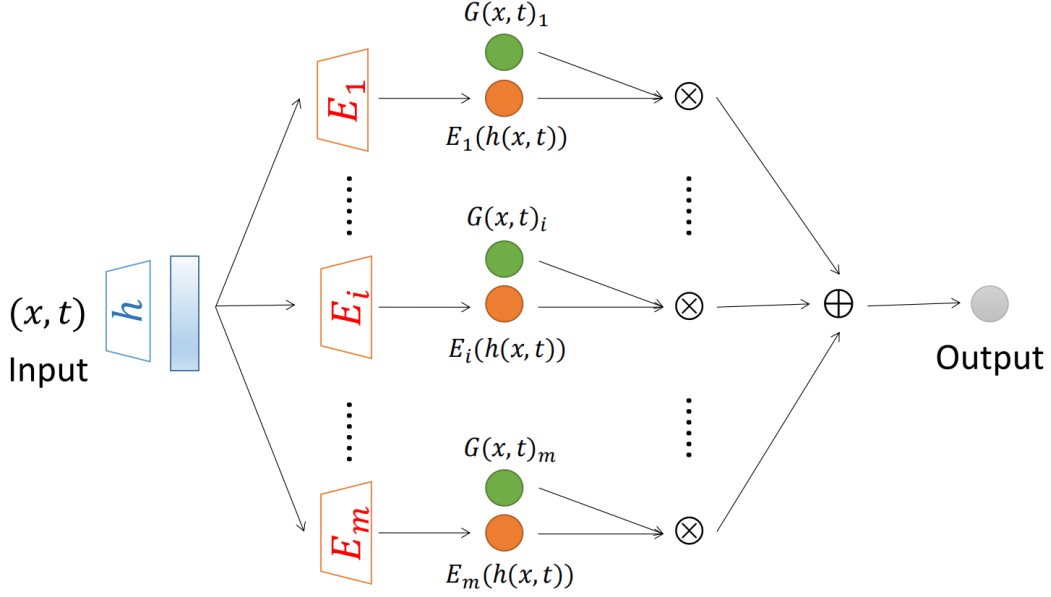 (x, t)
Input
h
E₁
G(x, t)₁
E₁(h(x, t))
⊗
Eᵢ
G(x, t)ᵢ
Eᵢ(h(x, t))
⊗
Eₘ
G(x, t)ₘ
Eₘ(h(x, t))
⊗
⊕
Output